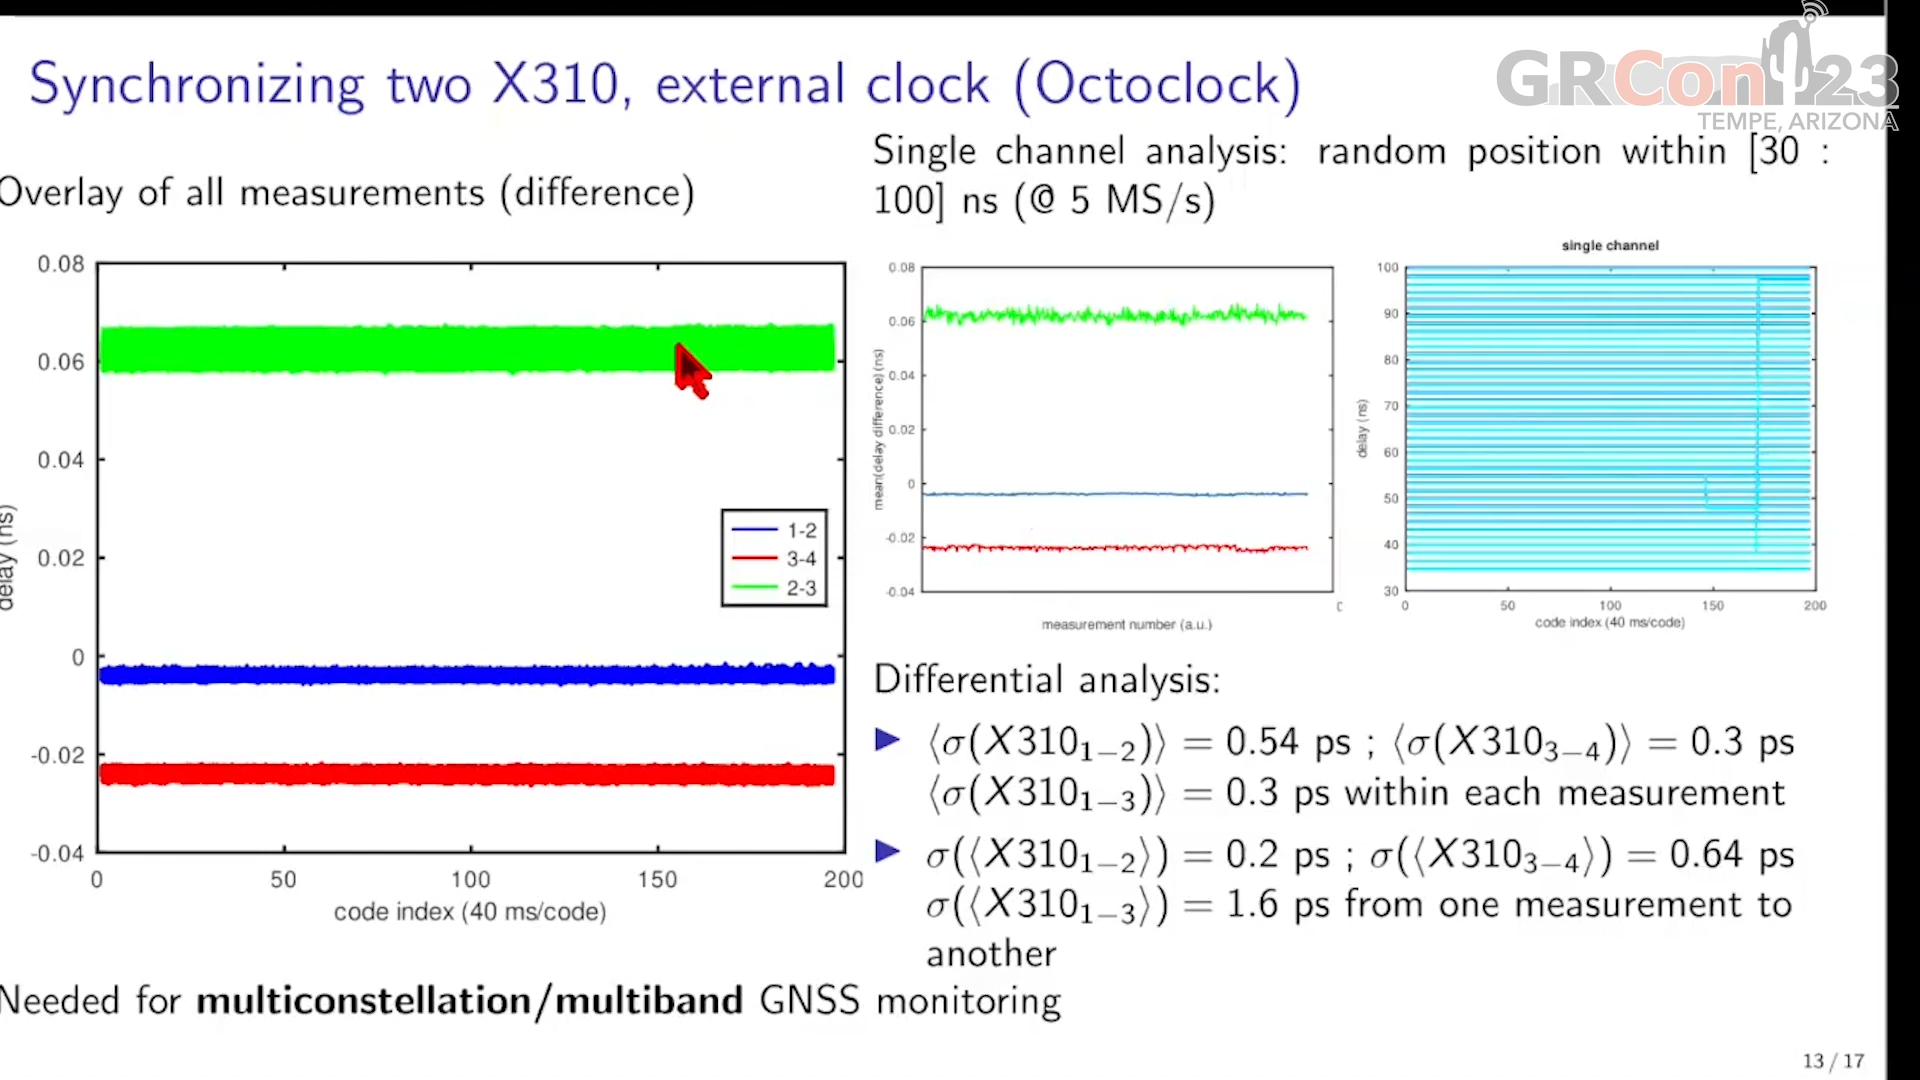 GRCon 23
TEMPE, ARIZONA
Synchronizing two X310, external clock (Octoclock)
Overlay of all measurements (difference)
0.08
0.06
0.04
0.02
0
-0.02
-0.04
0
50
100
150
200
delay (ns)
code index (40 ms/code)
1-2
3-4
2-3
Single channel analysis: random position within [30 :
100] ns (@ 5 MS/s)
0.08
0.06
0.04
0.02
0
-0.02
-0.04
mean(delay difference) (ns)
measurement number (a.u.)
single channel
100
90
80
70
60
50
40
30
0
50
100
150
200
delay (ns)
code index (40 ms/code)
Differential analysis:
▶ ⟨σ(X310₁₋₂)⟩ = 0.54 ps ; ⟨σ(X310₃₋₄)⟩ = 0.3 ps
⟨σ(X310₁₋₃)⟩ = 0.3 ps within each measurement
▶ σ(⟨X310₁₋₂⟩) = 0.2 ps ; σ(⟨X310₃₋₄⟩) = 0.64 ps
σ(⟨X310₁₋₃⟩) = 1.6 ps from one measurement to
another
Needed for multiconstellation/multiband GNSS monitoring
13 / 17